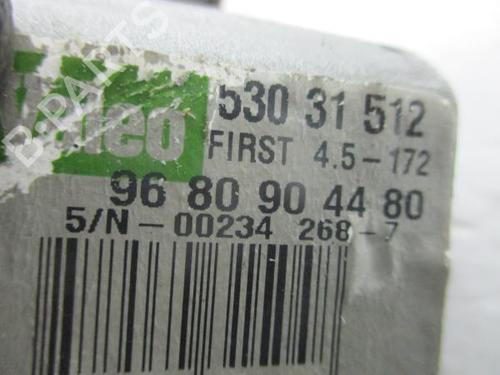 B-PARTS
Valeo
530 31 512
FIRST 4.5-172
96 80 90 44 80
S/N-00234 268-7